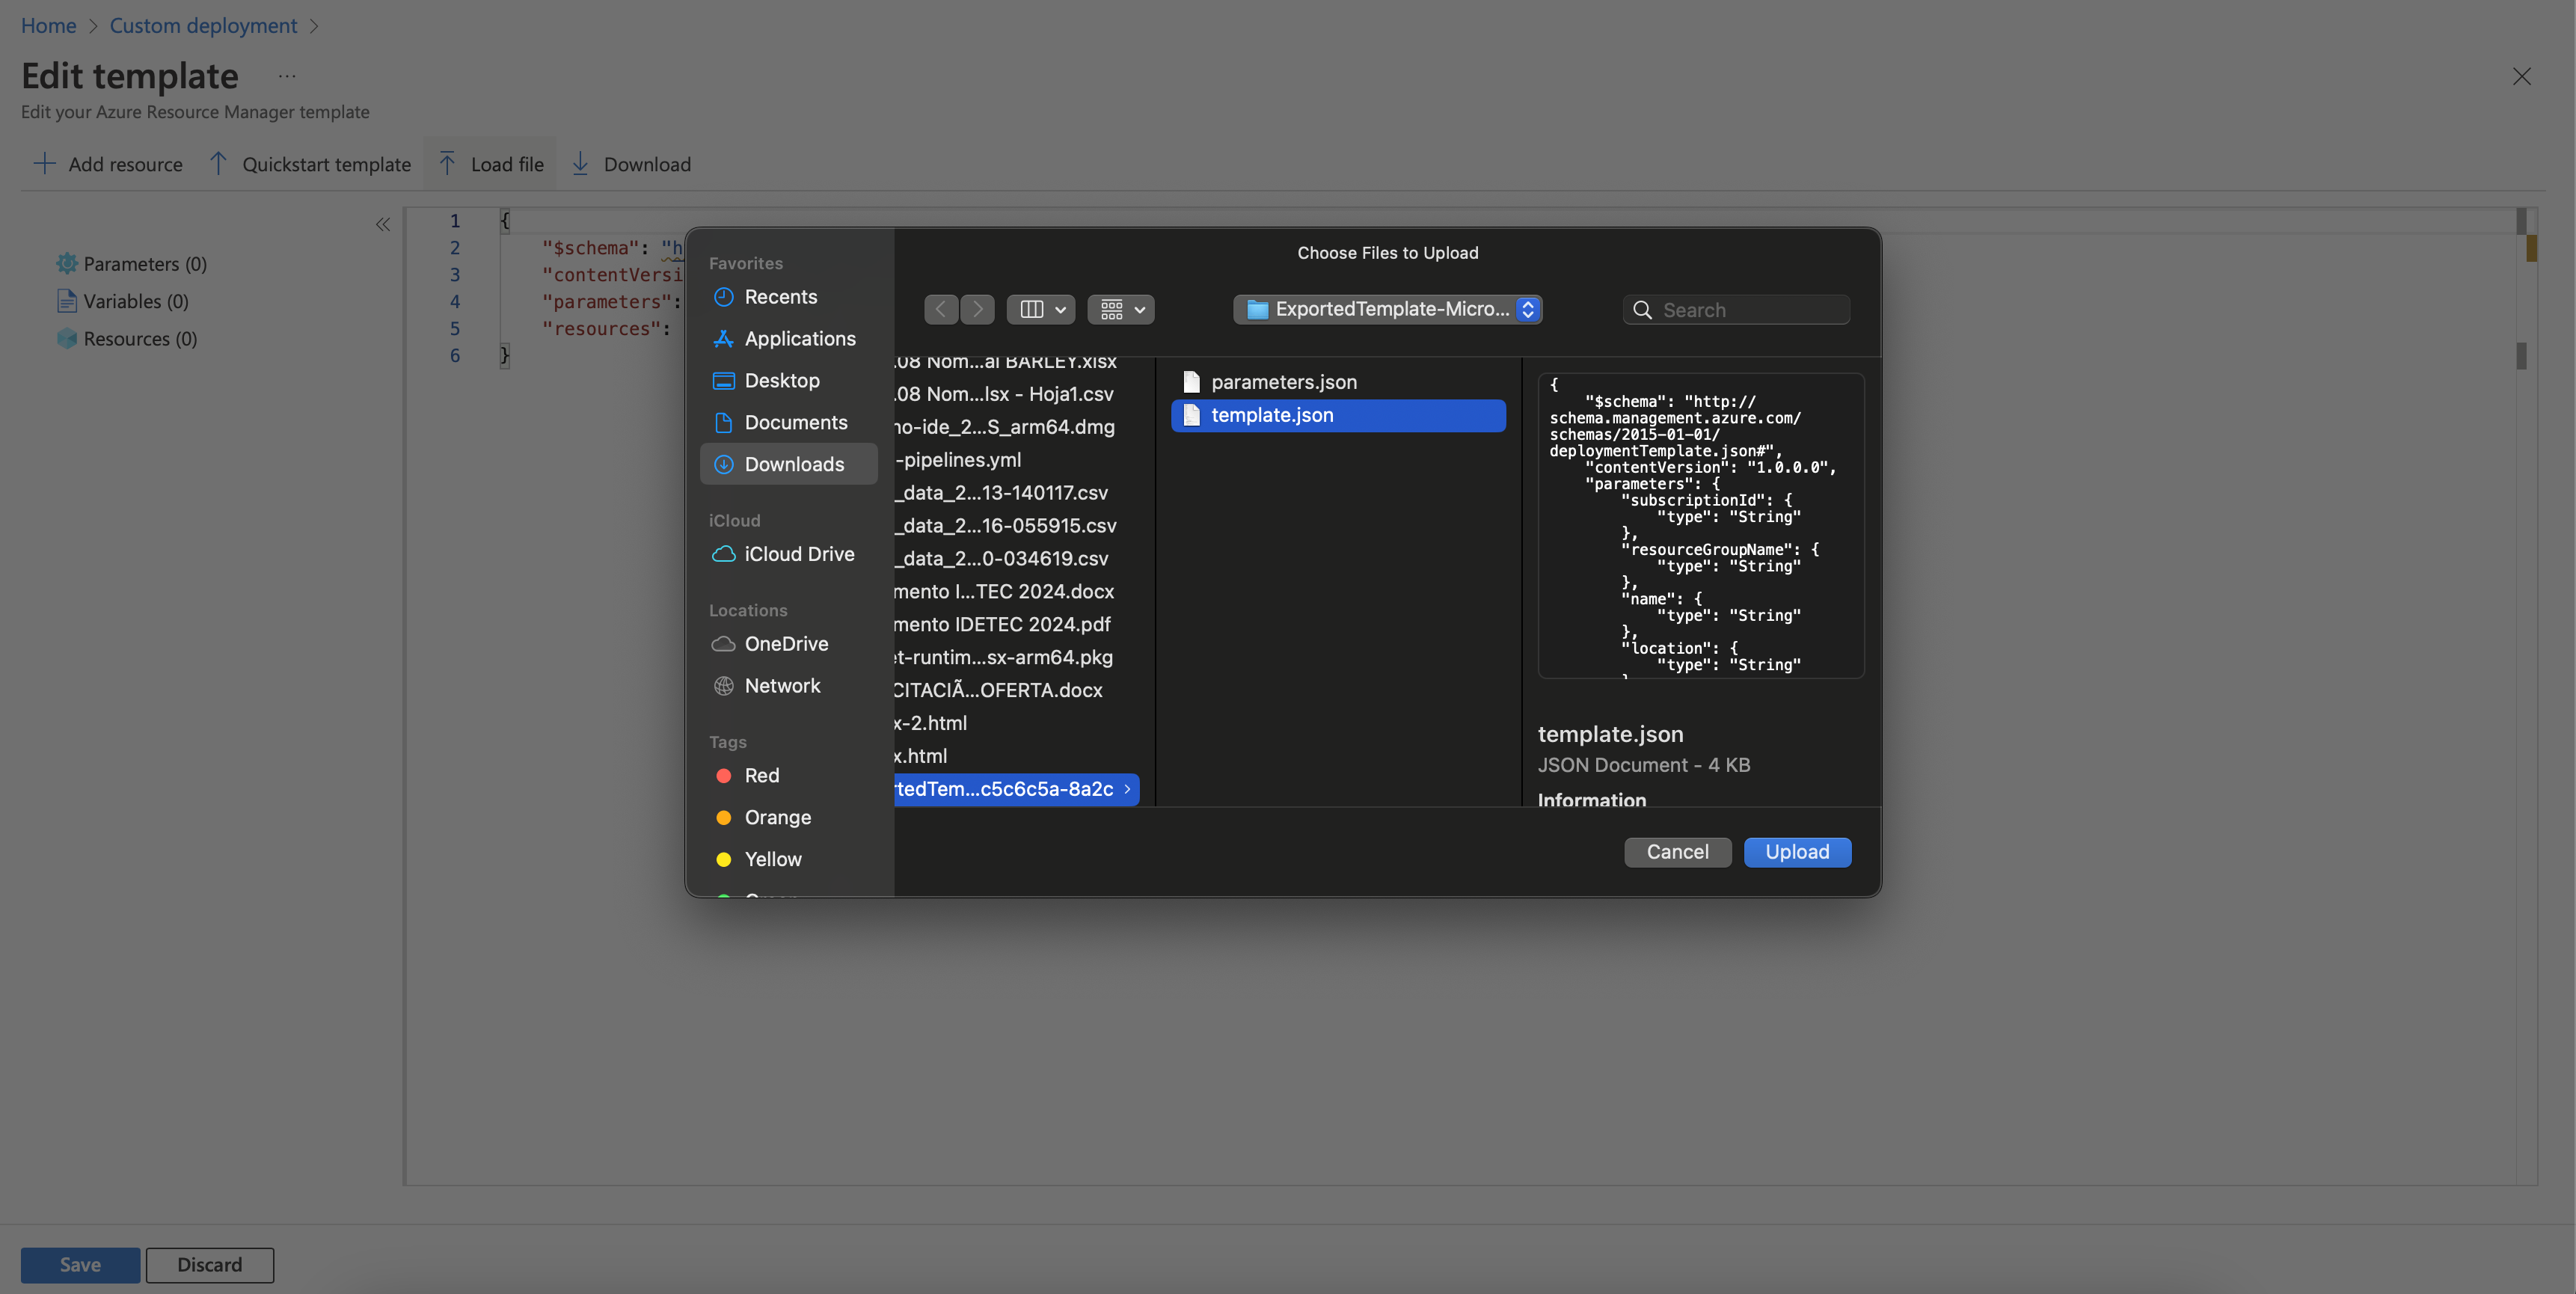 Home > Custom deployment >
Edit template ...
Edit your Azure Resource Manager template
Add resource
Quickstart template
Load file
Download
Parameters (0)
Variables (0)
Resources (0)
1 {
2 "$schema": "h
3 "contentVersi
4 "parameters":
5 "resources":
6 }
Choose Files to Upload
Favorites
Recents
Applications
Desktop
Documents
Downloads
iCloud
iCloud Drive
Locations
OneDrive
Network
Tags
Red
Orange
Yellow
ExportedTemplate-Micro...
Search
.08 Nom...al BARLEY.xlsx
.08 Nom...lsx - Hoja1.csv
no-ide_2...S_arm64.dmg
-pipelines.yml
_data_2...13-140117.csv
_data_2...16-055915.csv
_data_2...0-034619.csv
mento I...TEC 2024.docx
mento IDETEC 2024.pdf
et-runtim...sx-arm64.pkg
CITACIÃ...OFERTA.docx
x-2.html
x.html
rtedTem...c5c6c5a-8a2c >
parameters.json
template.json
{
"$schema": "http://
schema.management.azure.com/
schemas/2015-01-01/
deploymentTemplate.json#",
"contentVersion": "1.0.0.0",
"parameters": {
"subscriptionId": {
"type": "String"
},
"resourceGroupName": {
"type": "String"
},
"name": {
"type": "String"
},
"location": {
"type": "String"
template.json
JSON Document - 4 KB
Information
Cancel
Upload
Save
Discard